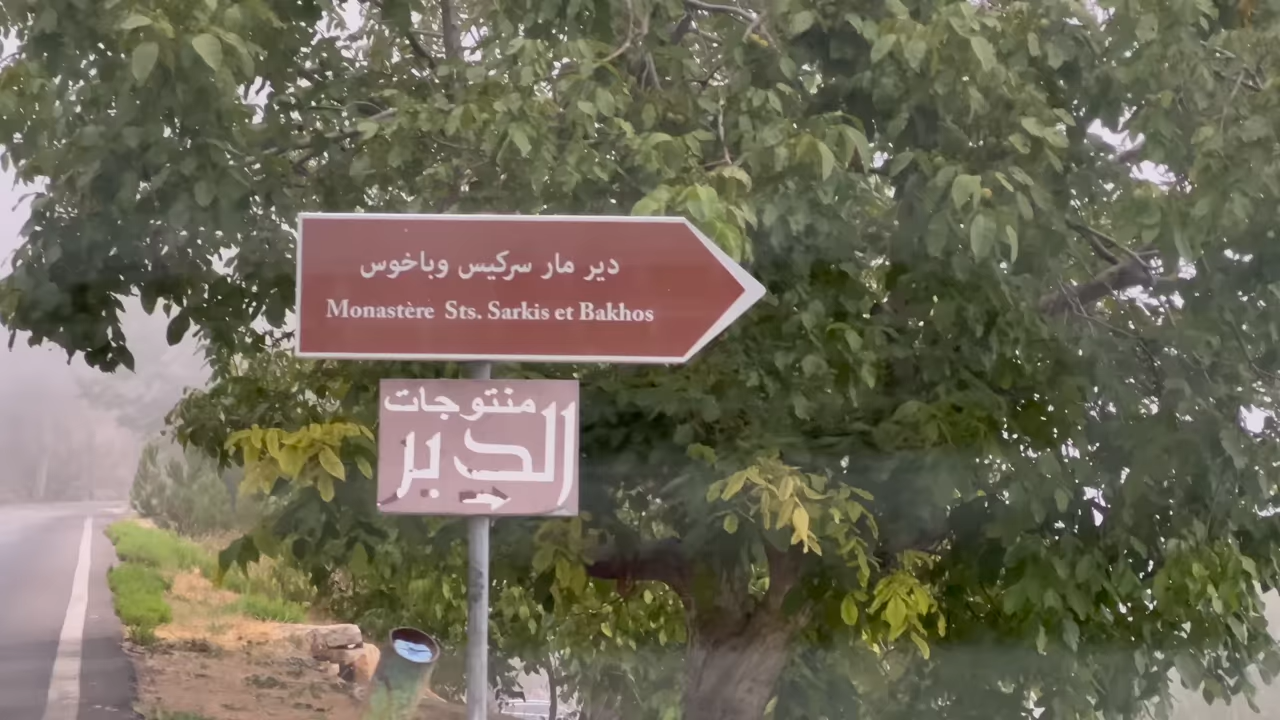 دير مار سركيس وباخوس
Monastère Sts. Sarkis et Bakhos
منتوجات
الدير